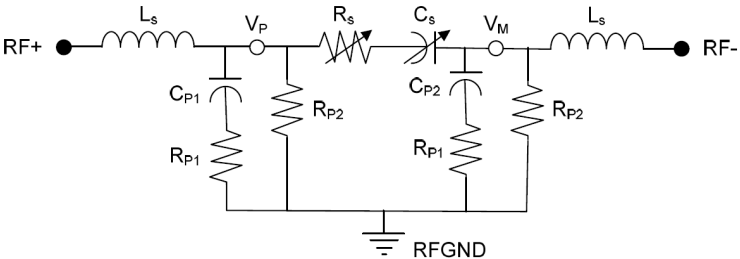 Ls VP Rs Cs VM Ls
RF+ RF-
CP1 RP2 CP2 RP2
RP1 RP1
RFGND